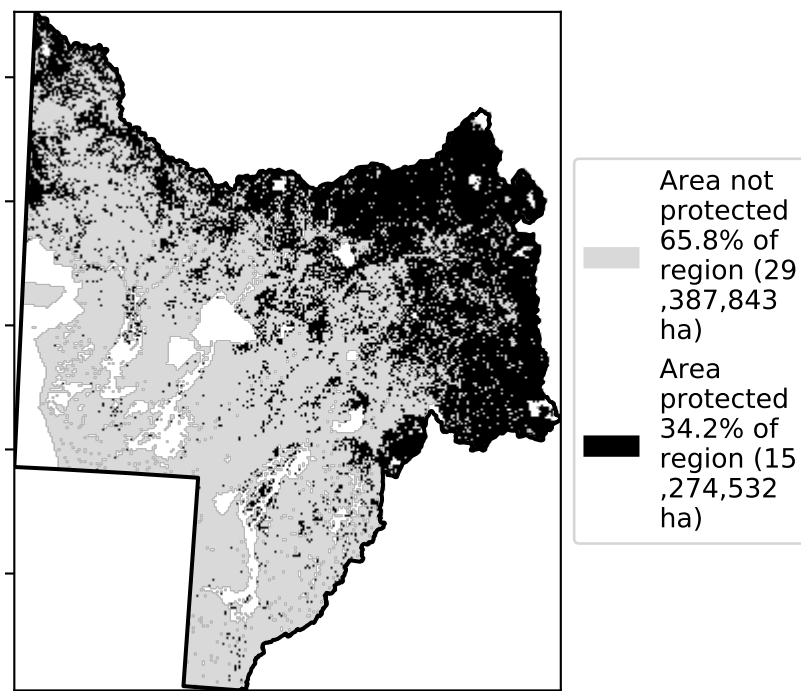 Area not
protected
65.8% of
region (29
,387,843
ha)
Area
protected
34.2% of
region (15
,274,532
ha)